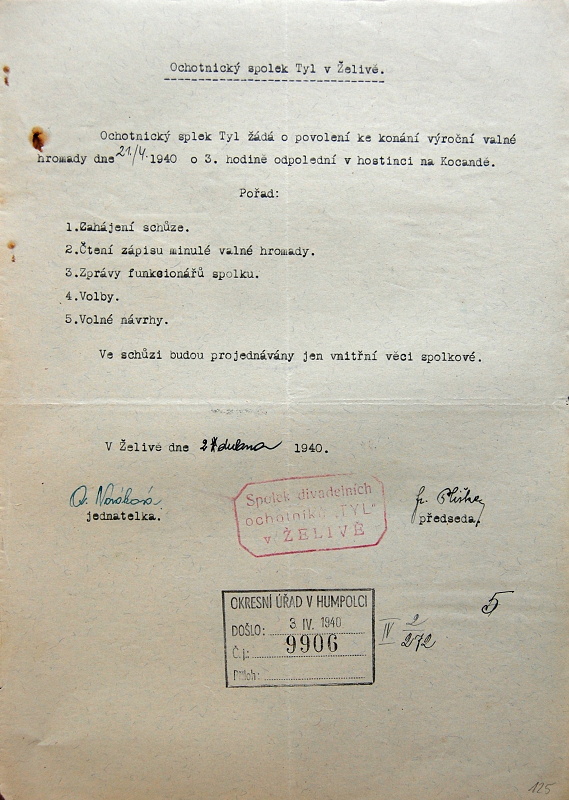 Ochotnický spolek Tyl v Želivě.
Ochotnický splek Tyl žádá o povolení ke konání výroční valné
hromady dne 21/4. 1940 o 3. hodině odpolední v hostinci na Kocandě.
Pořad:
1.Zahájení schůze.
2.Čtení zápisu minulé valné hromady.
3.Zprávy funkcionářů spolku.
4.Volby.
5.Volné návrhy.
Ve schůzi budou projednávány jen vnitřní věci spolkové.
V Želivě dne dubna 1940.
Nováková
jednatelka.
Spolek divadelních
ochotníků „TYL"
v ŽELIVĚ
předseda.
OKRESNÍ ÚŘAD V HUMPOLCI
DOŠLO: 3 IV. 1940
Č.j.: 9906
Příloh:
5
IV 2/272
125